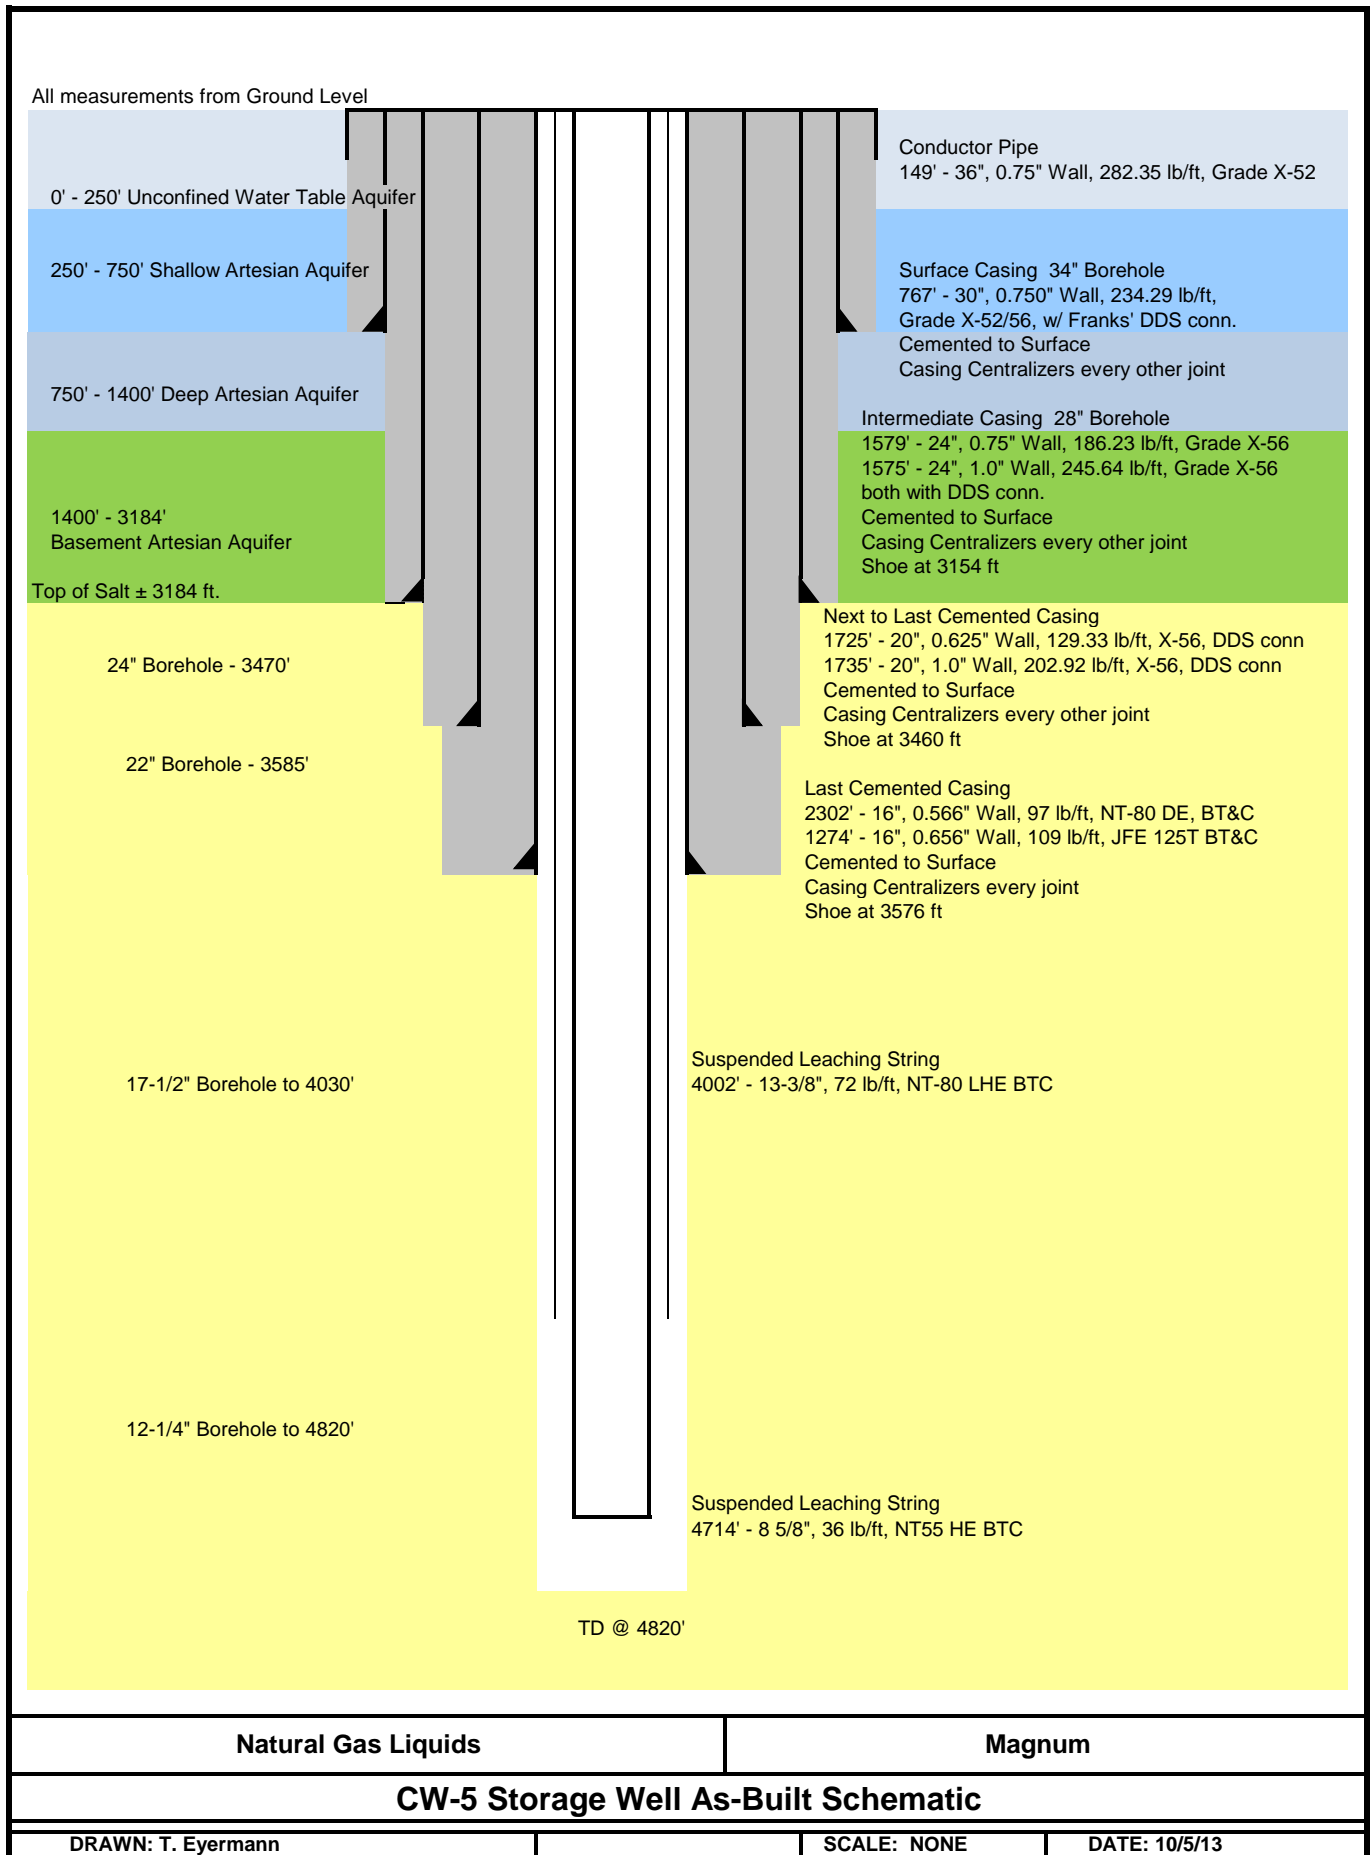 All measurements from Ground Level
Conductor Pipe
149' - 36", 0.75" Wall, 282.35 lb/ft, Grade X-52
0' - 250' Unconfined Water Table Aquifer
250' - 750' Shallow Artesian Aquifer
Surface Casing  34" Borehole
767' - 30", 0.750" Wall, 234.29 lb/ft,
Grade X-52/56, w/ Franks' DDS conn.
Cemented to Surface
Casing Centralizers every other joint
750' - 1400' Deep Artesian Aquifer
Intermediate Casing  28" Borehole
1579' - 24", 0.75" Wall, 186.23 lb/ft, Grade X-56
1575' - 24", 1.0" Wall, 245.64 lb/ft, Grade X-56
both with DDS conn.
Cemented to Surface
Casing Centralizers every other joint
Shoe at 3154 ft
1400' - 3184'
Basement Artesian Aquifer
Top of Salt ± 3184 ft.
Next to Last Cemented Casing
1725' - 20", 0.625" Wall, 129.33 lb/ft, X-56, DDS conn
1735' - 20", 1.0" Wall, 202.92 lb/ft, X-56, DDS conn
Cemented to Surface
Casing Centralizers every other joint
Shoe at 3460 ft
24" Borehole - 3470'
22" Borehole - 3585'
Last Cemented Casing
2302' - 16", 0.566" Wall, 97 lb/ft, NT-80 DE, BT&C
1274' - 16", 0.656" Wall, 109 lb/ft, JFE 125T BT&C
Cemented to Surface
Casing Centralizers every joint
Shoe at 3576 ft
Suspended Leaching String
4002' - 13-3/8", 72 lb/ft, NT-80 LHE BTC
17-1/2" Borehole to 4030'
12-1/4" Borehole to 4820'
Suspended Leaching String
4714' - 8 5/8", 36 lb/ft, NT55 HE BTC
TD @ 4820'
Natural Gas Liquids
Magnum
CW-5 Storage Well As-Built Schematic
DRAWN: T. Eyermann
SCALE:  NONE
DATE: 10/5/13